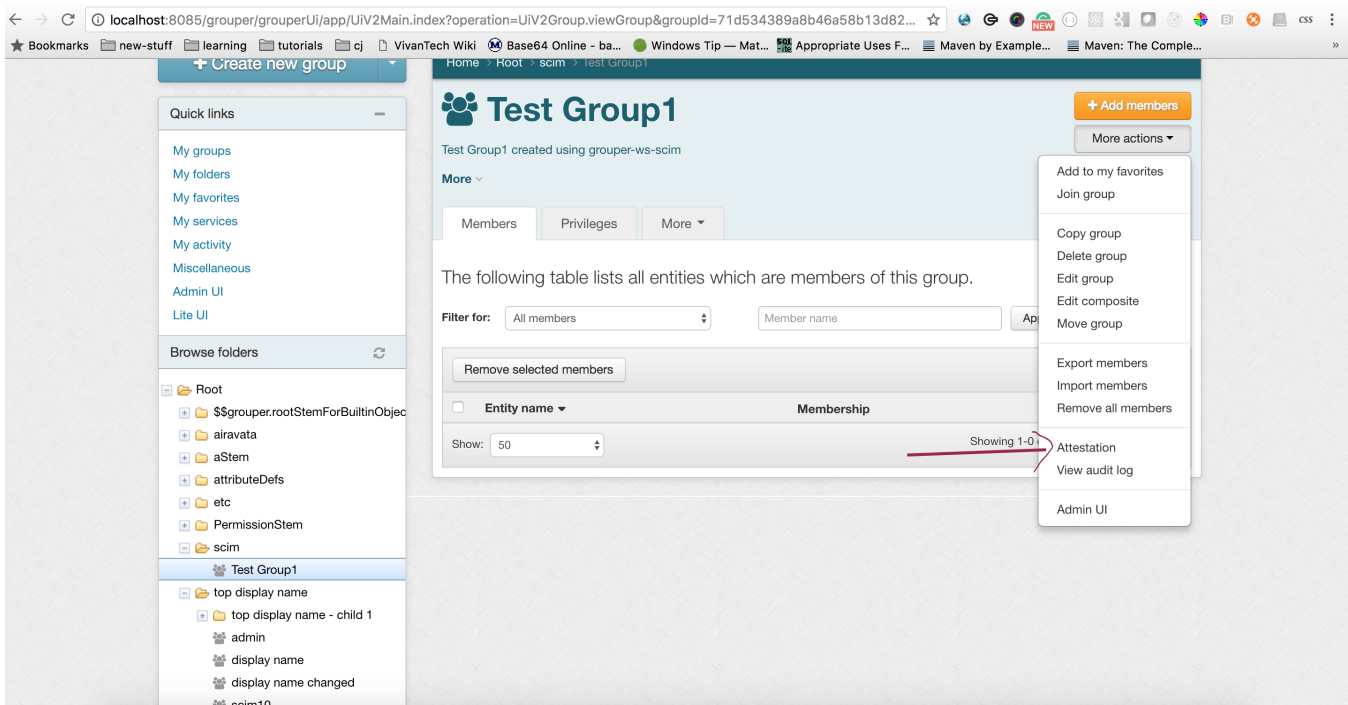 localhost:8085/grouper/grouperUi/app/UiV2Main.index?operation=UiV2Group.viewGroup&groupId=71d534389a8b46a58b13d82...
NEW
css
Bookmarks new-stuff learning tutorials cj VivanTech Wiki Base64 Online - ba... Windows Tip — Mat... Appropriate Uses F... Maven by Example... Maven: The Comple... »
+ Create new group
Home > Root > scim > Test Group1
Quick links
My groups
My folders
My favorites
My services
My activity
Miscellaneous
Admin UI
Lite UI
Browse folders
Root
$$grouper.rootStemForBuiltinObjec
airavata
aStem
attributeDefs
etc
PermissionStem
scim
Test Group1
top display name
top display name - child 1
admin
display name
display name changed
scim10
Test Group1
+ Add members
More actions
Test Group1 created using grouper-ws-scim
More
Members Privileges More
The following table lists all entities which are members of this group.
Filter for: All members Member name
Remove selected members
Entity name Membership
Show: 50 Showing 1-0
Add to my favorites
Join group
Copy group
Delete group
Edit group
Edit composite
Move group
Export members
Import members
Remove all members
Attestation
View audit log
Admin UI